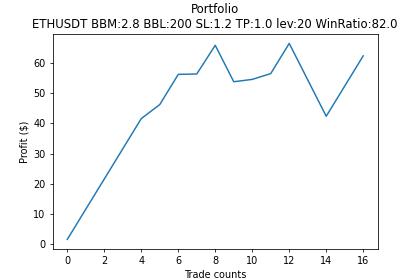 Portfolio
ETHUSDT BBM:2.8 BBL:200 SL:1.2 TP:1.0 lev:20 WinRatio:82.0
60
50
40
30
20
10
0
Profit ($)
0 2 4 6 8 10 12 14 16
Trade counts